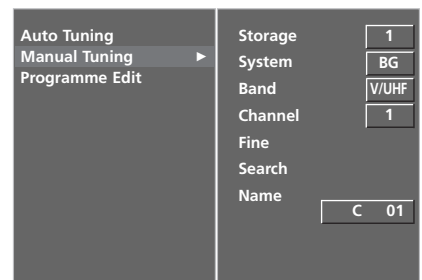 Auto Tuning
Manual Tuning ►
Programme Edit
Storage 1
System BG
Band V/UHF
Channel 1
Fine
Search
Name
C 01